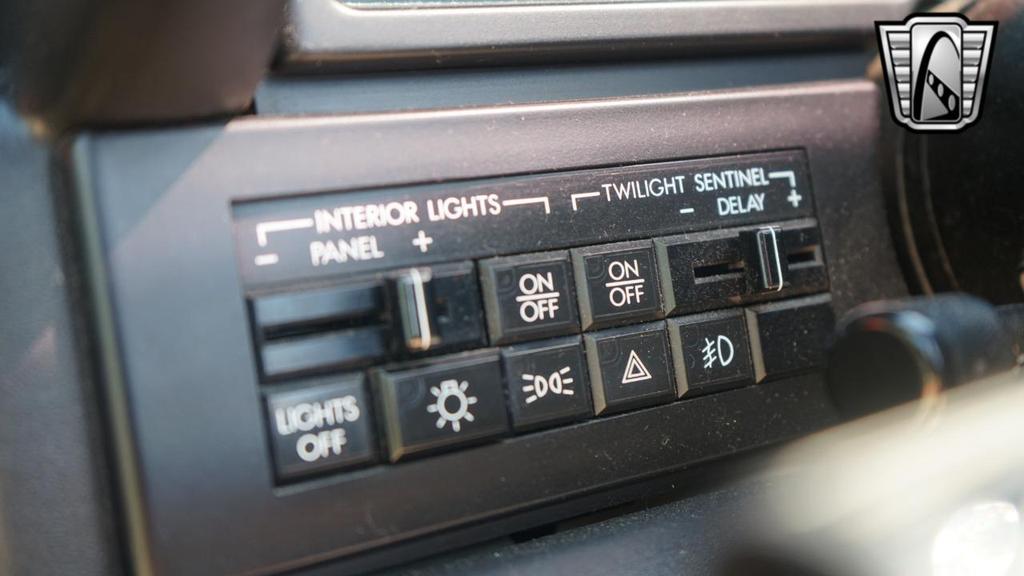 INTERIOR LIGHTS
- PANEL +
TWILIGHT SENTINEL
- DELAY +
ON
OFF
ON
OFF
LIGHTS
OFF